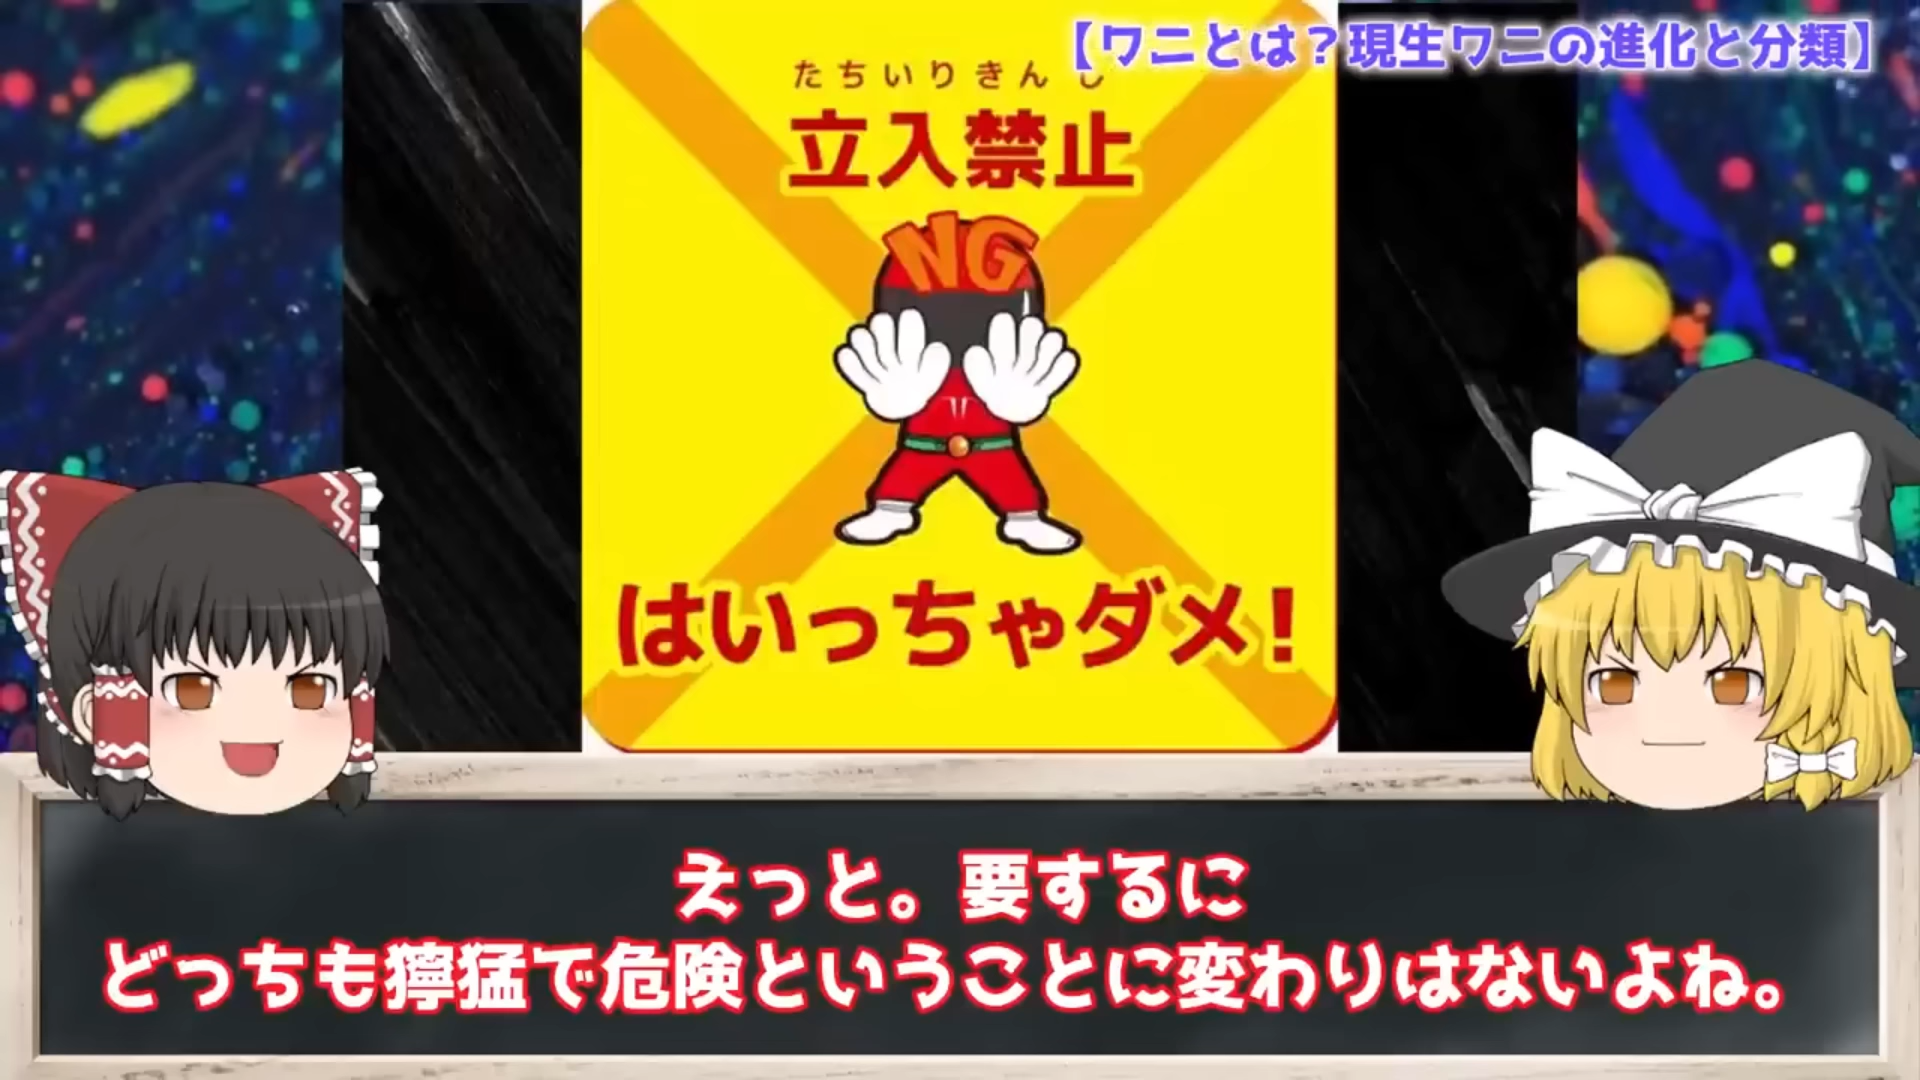 【ワニとは？現生ワニの進化と分類】
たちいりきんし
立入禁止
NG
はいっちゃダメ！
えっと。要するに
どっちも獰猛で危険ということに変わりはないよね。